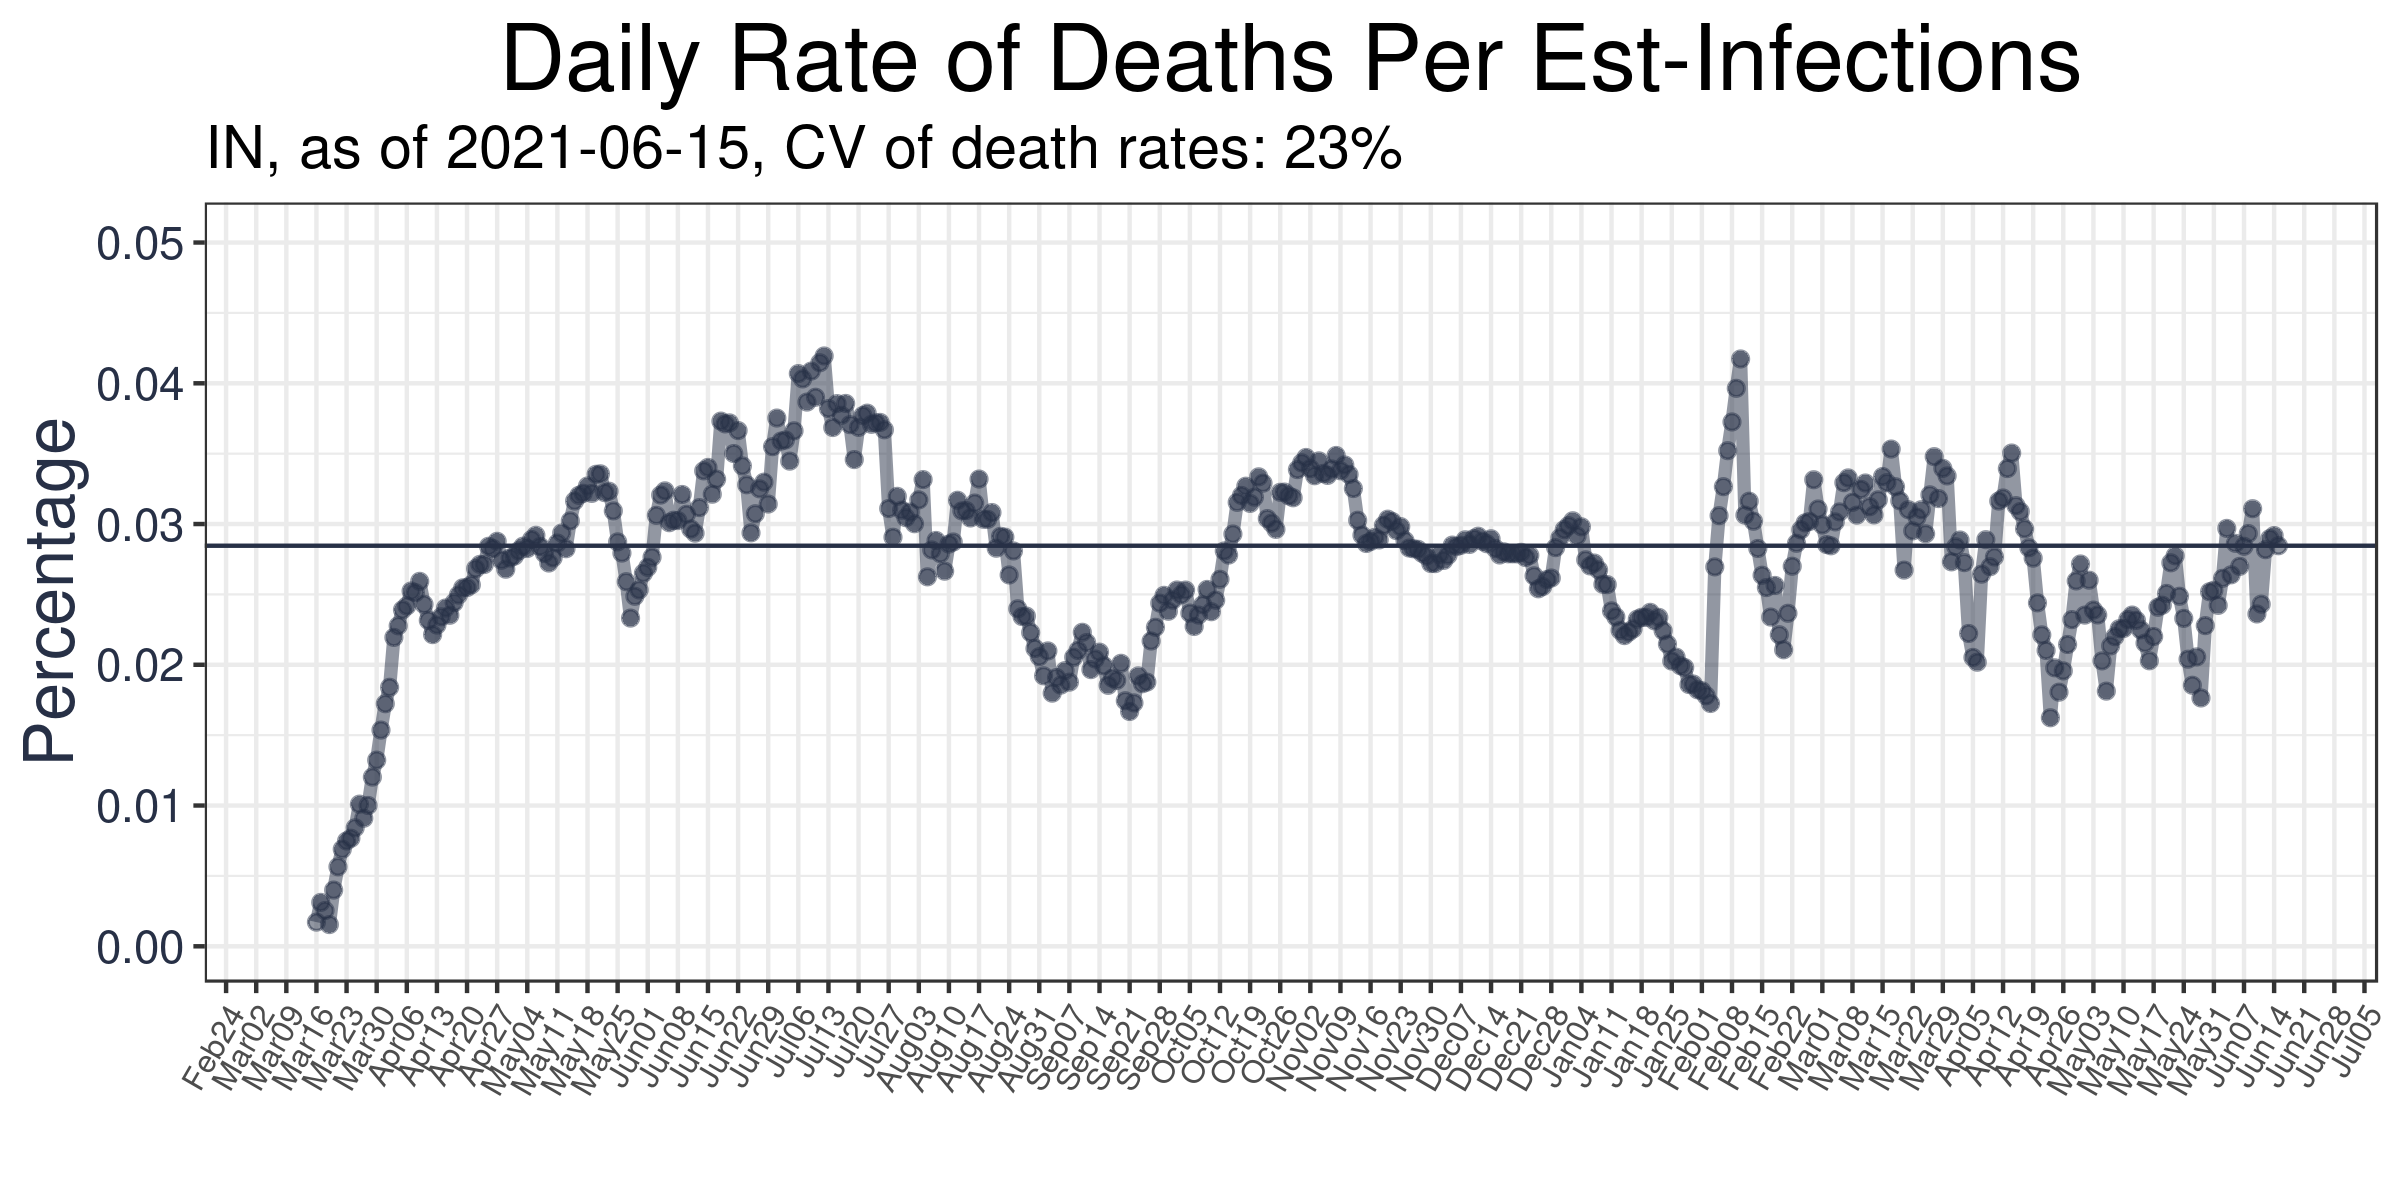 Daily Rate of Deaths Per Est-Infections
IN, as of 2021-06-15, CV of death rates: 23%
Percentage
0.05
0.04
0.03
0.02
0.01
0.00
Feb24
Mar02
Mar09
Mar16
Mar23
Mar30
Apr06
Apr13
Apr20
Apr27
May04
May11
May18
May25
Jun01
Jun08
Jun15
Jun22
Jun29
Jul06
Jul13
Jul20
Jul27
Aug03
Aug10
Aug17
Aug24
Aug31
Sep07
Sep14
Sep21
Sep28
Oct05
Oct12
Oct19
Oct26
Nov02
Nov09
Nov16
Nov23
Nov30
Dec07
Dec14
Dec21
Dec28
Jan04
Jan11
Jan18
Jan25
Feb01
Feb08
Feb15
Feb22
Mar01
Mar08
Mar15
Mar22
Mar29
Apr05
Apr12
Apr19
Apr26
May03
May10
May17
May24
May31
Jun07
Jun14
Jun21
Jun28
Jul05